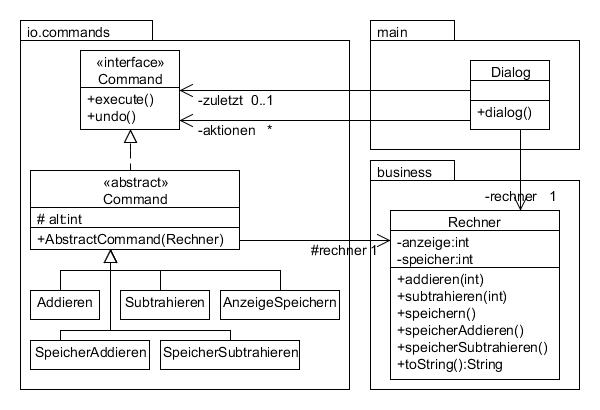 io.commands
«interface»
Command
+execute()
+undo()
-zuletzt 0..1
-aktionen *
«abstract»
Command
# alt:int
+AbstractCommand(Rechner)
#rechner 1
Addieren
Subtrahieren
AnzeigeSpeichern
SpeicherAddieren
SpeicherSubtrahieren
main
Dialog
+dialog()
business
-rechner 1
Rechner
-anzeige:int
-speicher:int
+addieren(int)
+subtrahieren(int)
+speichern()
+speicherAddieren()
+speicherSubtrahieren()
+toString():String